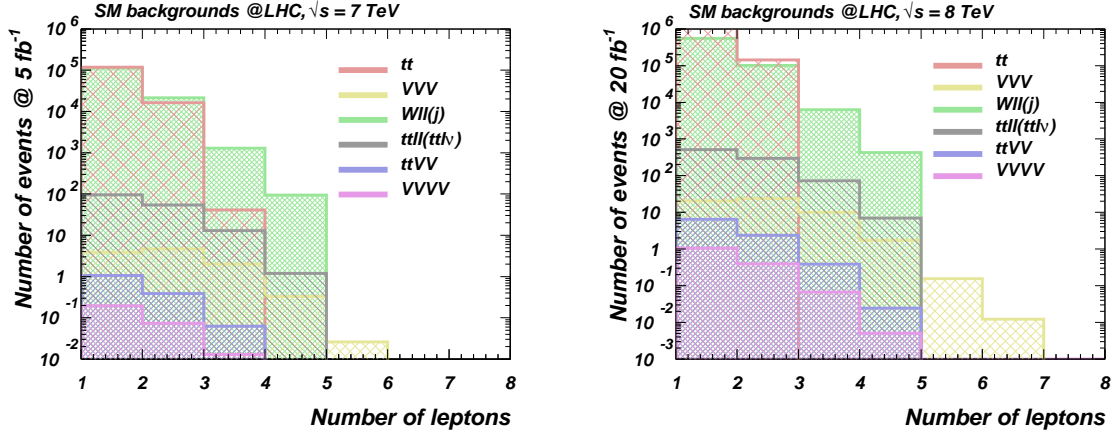 SM backgrounds @LHC, √s = 7 TeV
Number of events @ 5 fb⁻¹
10⁶
10⁵
10⁴
10³
10²
10
1
10⁻¹
10⁻²
10⁻³
tt
VVV
Wll(j)
ttll(ttlν)
ttVV
VVVV
1 2 3 4 5 6 7 8
Number of leptons
SM backgrounds @LHC, √s = 8 TeV
Number of events @ 20 fb⁻¹
10⁶
10⁵
10⁴
10³
10²
10
1
10⁻¹
10⁻²
10⁻³
tt
VVV
Wll(j)
ttll(ttlν)
ttVV
VVVV
1 2 3 4 5 6 7 8
Number of leptons